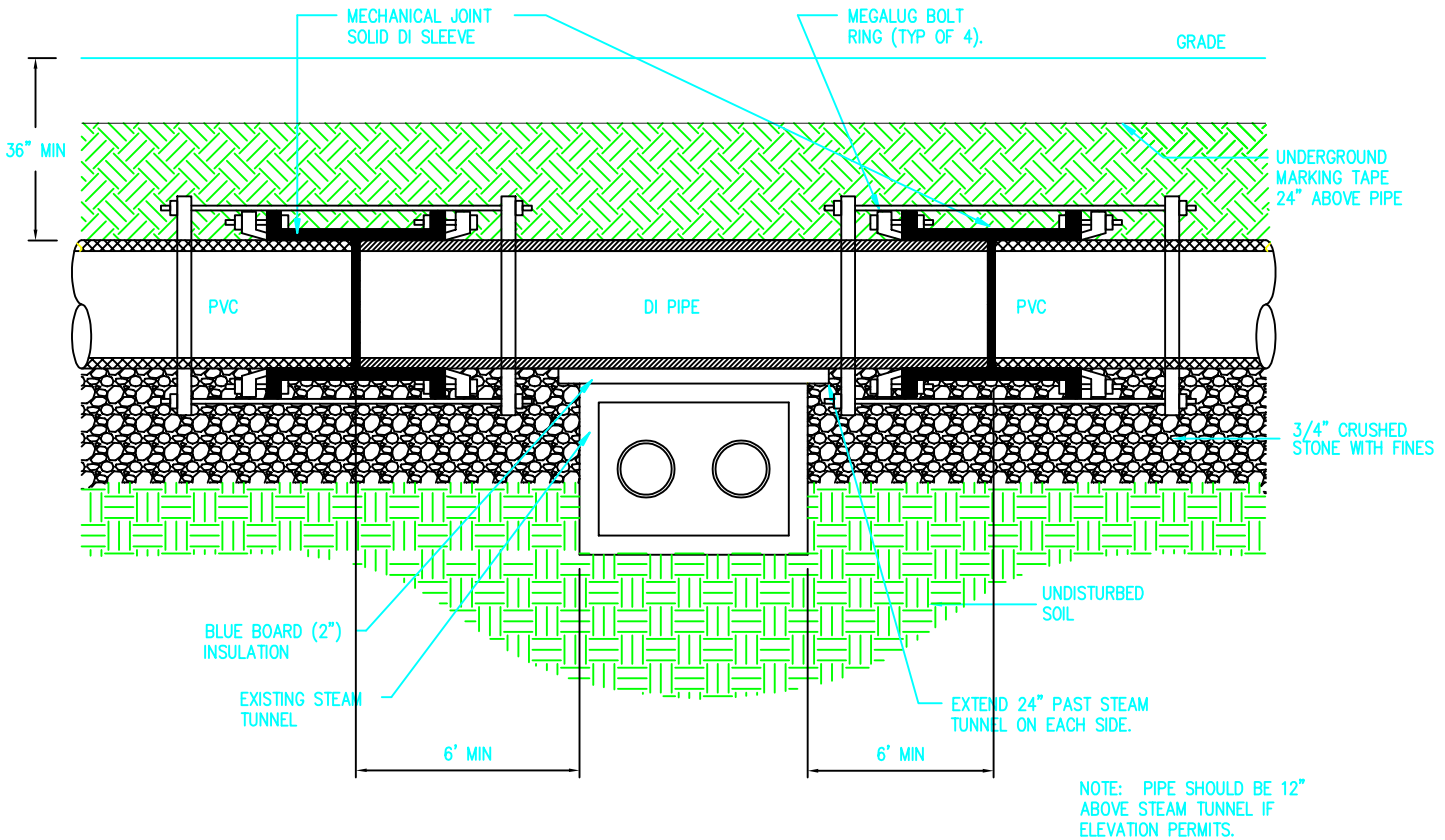 MECHANICAL JOINT
SOLID DI SLEEVE
MEGALUG BOLT
RING (TYP OF 4).
GRADE
36" MIN
UNDERGROUND
MARKING TAPE
24" ABOVE PIPE
PVC
DI PIPE
PVC
3/4" CRUSHED
STONE WITH FINES
UNDISTURBED
SOIL
BLUE BOARD (2")
INSULATION
EXISTING STEAM
TUNNEL
EXTEND 24" PAST STEAM
TUNNEL ON EACH SIDE.
6' MIN
6' MIN
NOTE: PIPE SHOULD BE 12"
ABOVE STEAM TUNNEL IF
ELEVATION PERMITS.